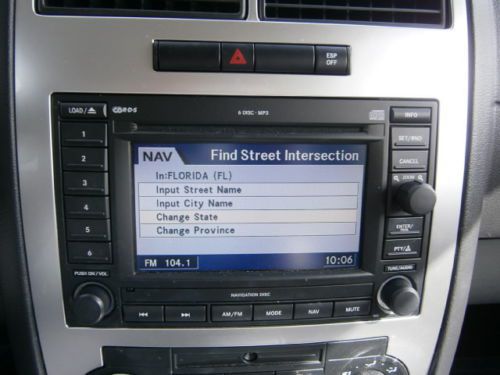 ESP OFF
LOAD/
RDS
6 DISC · MP3
INFO
1
2
3
4
5
6
SET/RND
CANCEL
ZOOM
ENTER/
PTY/
TUNE/AUDIO
PUSH ON/VOL
NAV Find Street Intersection
In:FLORIDA (FL)
Input Street Name
Input City Name
Change State
Change Province
FM 104.1 10:06
NAVIGATION DISC
AM/FM MODE NAV MUTE